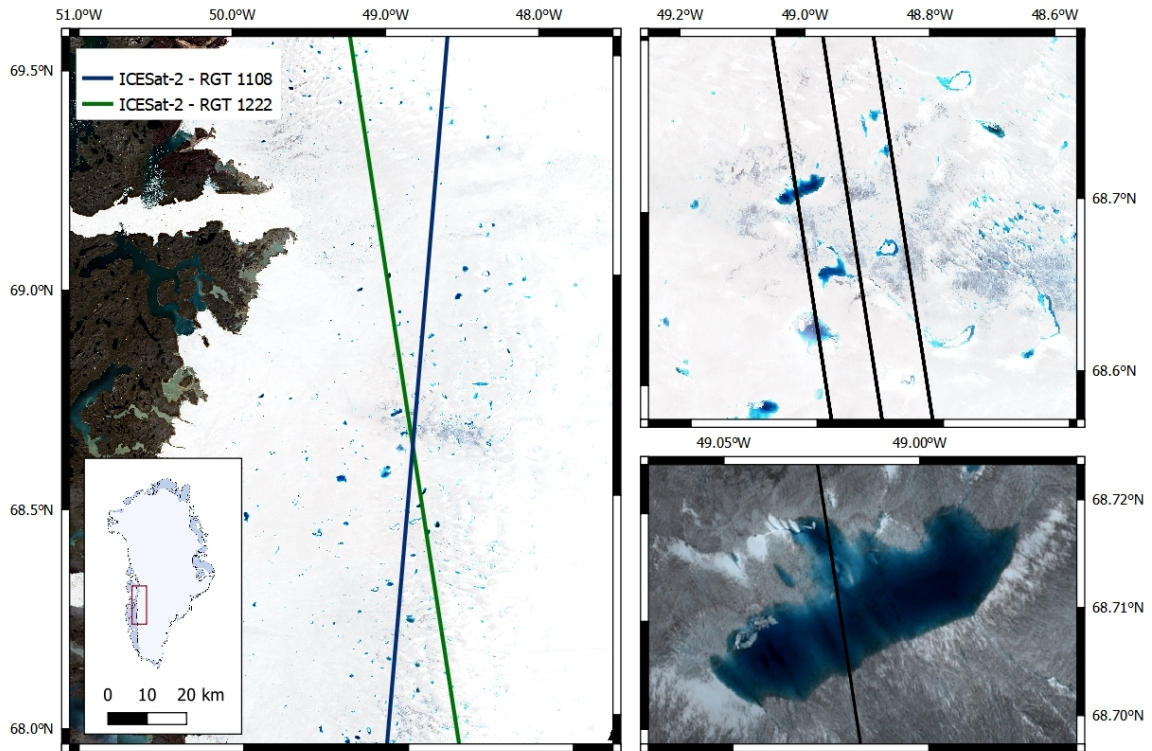 51.0°W 50.0°W 49.0°W 48.0°W
69.5°N
69.0°N
68.5°N
68.0°N
ICESat-2 - RGT 1108
ICESat-2 - RGT 1222
0 10 20 km
49.2°W 49.0°W 48.8°W 48.6°W
68.7°N
68.6°N
49.05°W 49.00°W
68.72°N
68.71°N
68.70°N